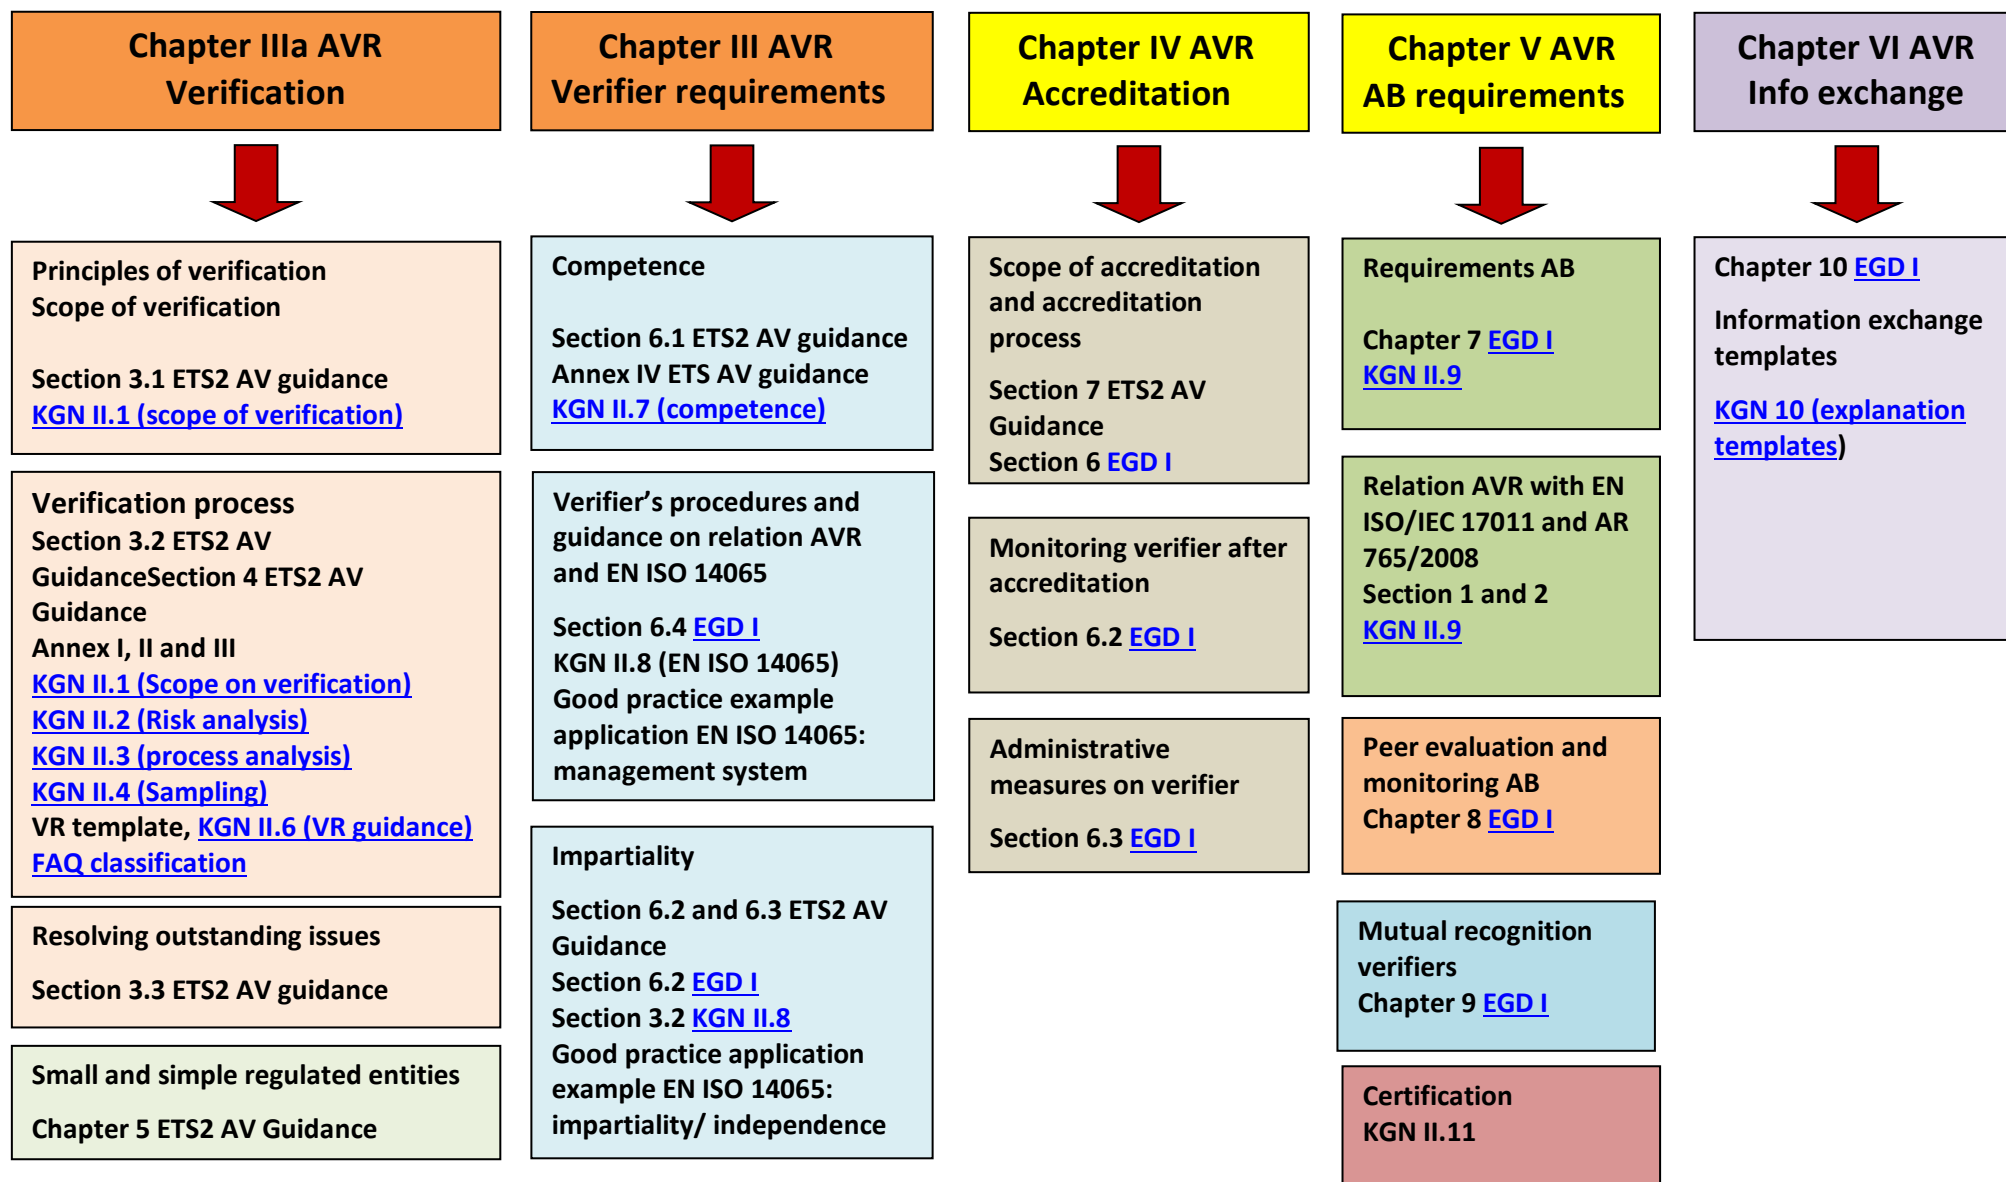 Chapter IIIa AVR
Verification
Chapter III AVR
Verifier requirements
Chapter IV AVR
Accreditation
Chapter V AVR
AB requirements
Chapter VI AVR
Info exchange
Principles of verification
Scope of verification
Section 3.1 ETS2 AV guidance
KGN II.1 (scope of verification)
Verification process
Section 3.2 ETS2 AV
GuidanceSection 4 ETS2 AV
Guidance
Annex I, II and III
KGN II.1 (Scope on verification)
KGN II.2 (Risk analysis)
KGN II.3 (process analysis)
KGN II.4 (Sampling)
VR template, KGN II.6 (VR guidance)
FAQ classification
Resolving outstanding issues
Section 3.3 ETS2 AV guidance
Small and simple regulated entities
Chapter 5 ETS2 AV Guidance
Competence
Section 6.1 ETS2 AV guidance
Annex IV ETS AV guidance
KGN II.7 (competence)
Verifier’s procedures and
guidance on relation AVR
and EN ISO 14065
Section 6.4 EGD I
KGN II.8 (EN ISO 14065)
Good practice example
application EN ISO 14065:
management system
Impartiality
Section 6.2 and 6.3 ETS2 AV
Guidance
Section 6.2 EGD I
Section 3.2 KGN II.8
Good practice application
example EN ISO 14065:
impartiality/ independence
Scope of accreditation
and accreditation
process
Section 7 ETS2 AV
Guidance
Section 6 EGD I
Monitoring verifier after
accreditation
Section 6.2 EGD I
Administrative
measures on verifier
Section 6.3 EGD I
Requirements AB
Chapter 7 EGD I
KGN II.9
Relation AVR with EN
ISO/IEC 17011 and AR
765/2008
Section 1 and 2
KGN II.9
Peer evaluation and
monitoring AB
Chapter 8 EGD I
Mutual recognition
verifiers
Chapter 9 EGD I
Certification
KGN II.11
Chapter 10 EGD I
Information exchange
templates
KGN 10 (explanation
templates)